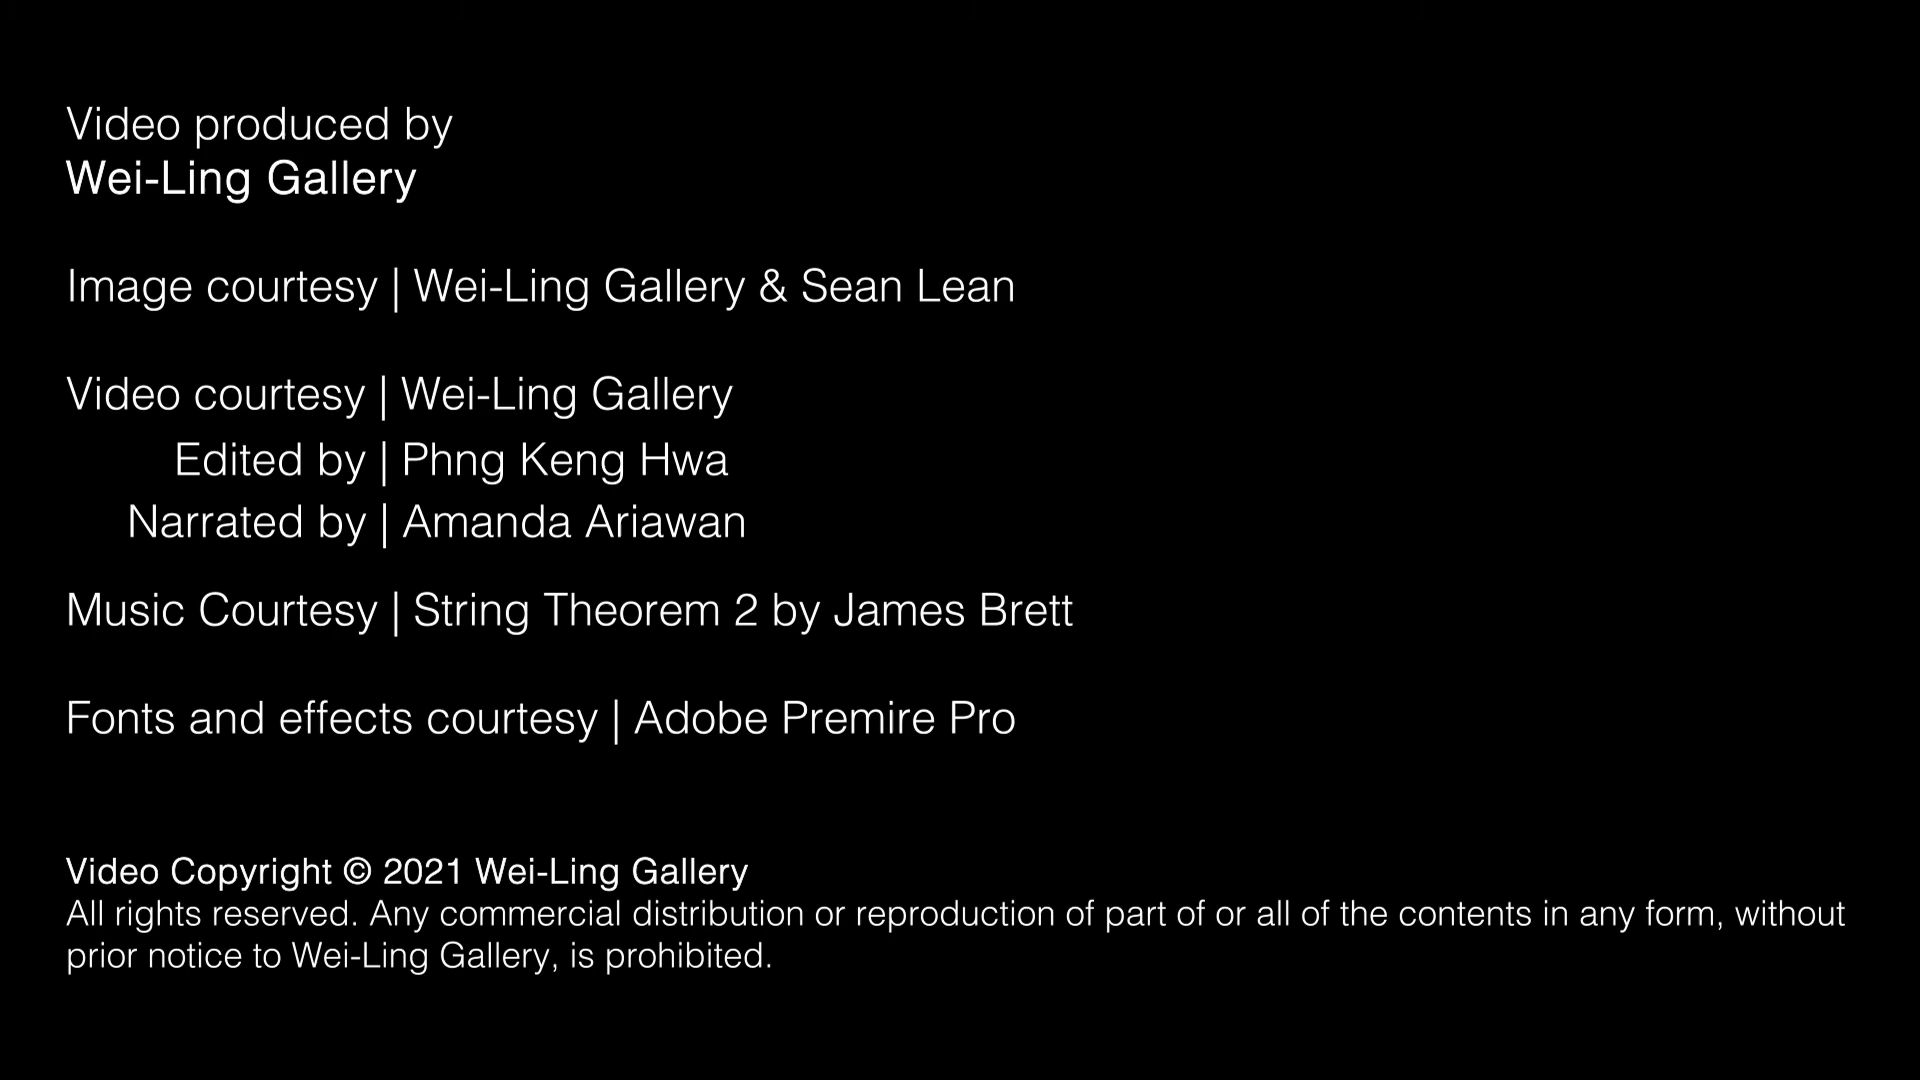 Video produced by
Wei-Ling Gallery
Image courtesy | Wei-Ling Gallery & Sean Lean
Video courtesy | Wei-Ling Gallery
Edited by | Phng Keng Hwa
Narrated by | Amanda Ariawan
Music Courtesy | String Theorem 2 by James Brett
Fonts and effects courtesy | Adobe Premire Pro
Video Copyright © 2021 Wei-Ling Gallery
All rights reserved. Any commercial distribution or reproduction of part of or all of the contents in any form, without
prior notice to Wei-Ling Gallery, is prohibited.